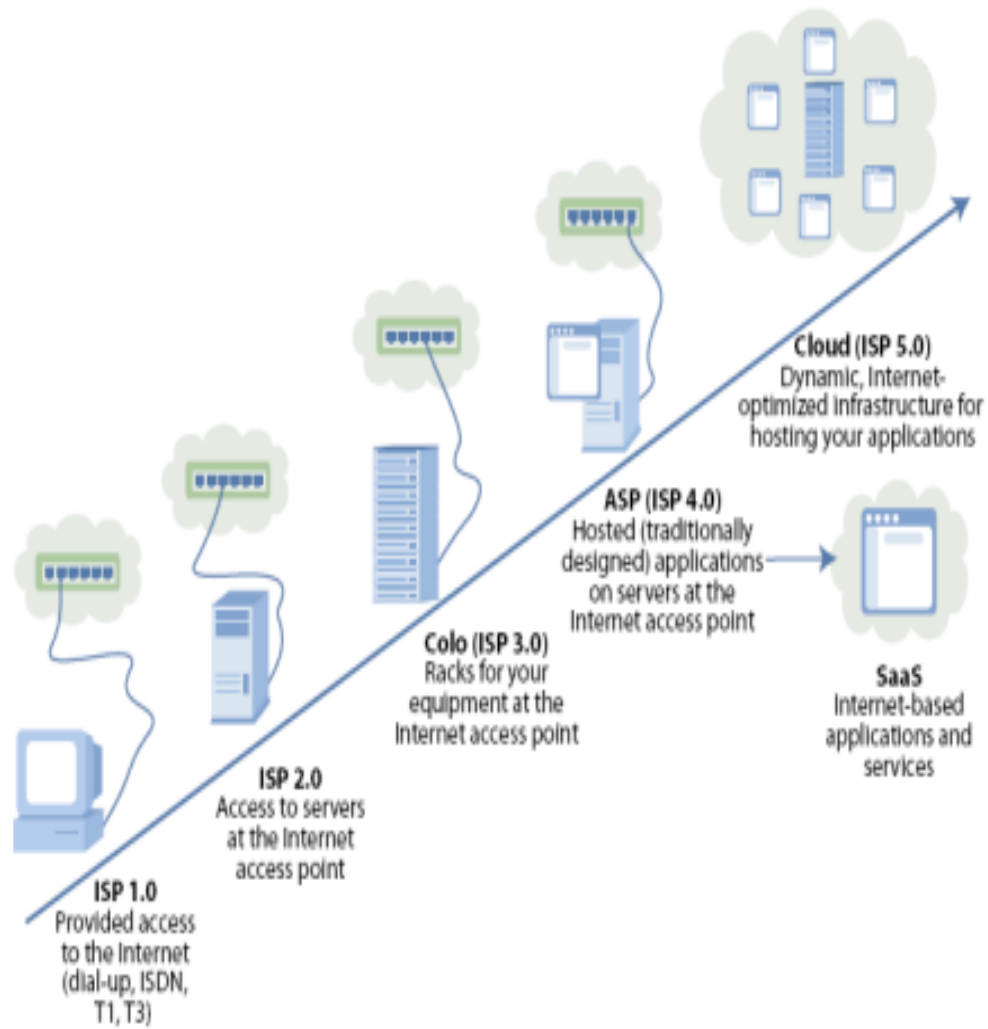 Cloud (ISP 5.0)
Dynamic, Internet-
optimized infrastructure for
hosting your applications
ASP (ISP 4.0)
Hosted (traditionally
designed) applications
on servers at the
Internet access point
SaaS
Internet-based
applications and
services
Colo (ISP 3.0)
Racks for your
equipment at the
Internet access point
ISP 2.0
Access to servers
at the Internet
access point
ISP 1.0
Provided access
to the Internet
(dial-up, ISDN,
T1, T3)